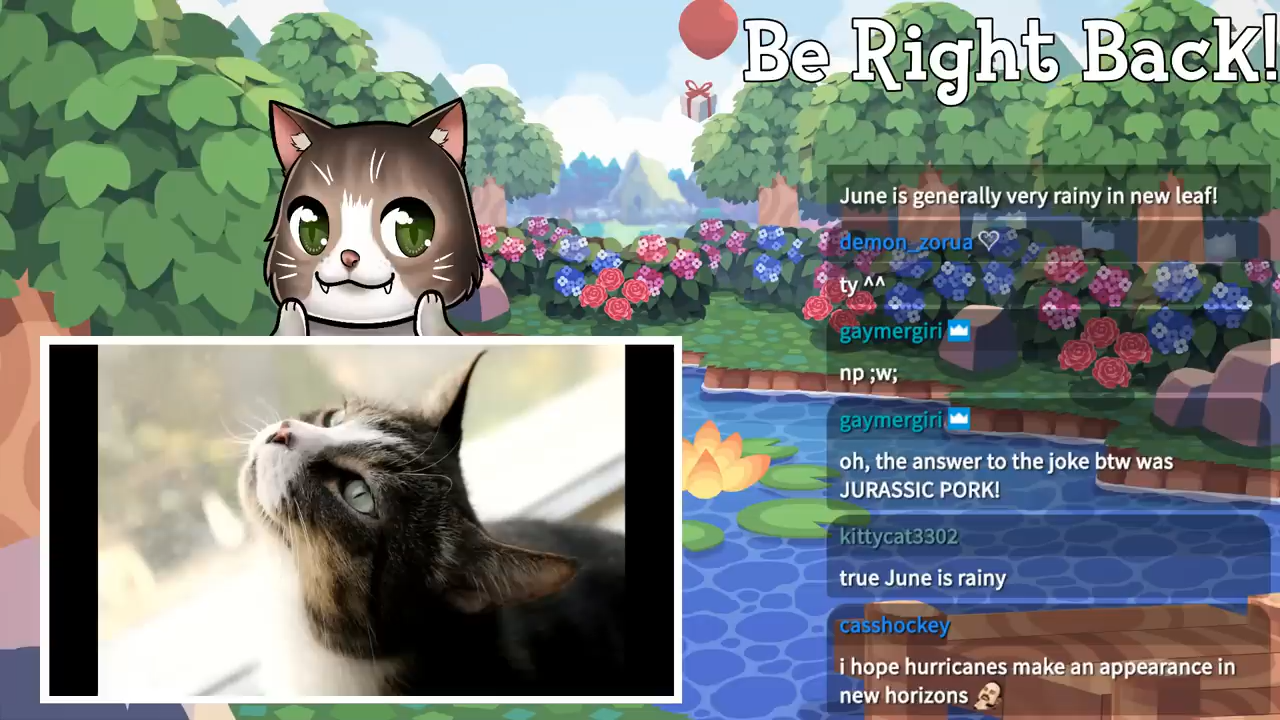 Be Right Back!
June is generally very rainy in new leaf!
demon_zorua
ty ^^
gaymergiri
np ;w;
gaymergiri
oh, the answer to the joke btw was
JURASSIC PORK!
kittycat3302
true June is rainy
casshockey
i hope hurricanes make an appearance in
new horizons